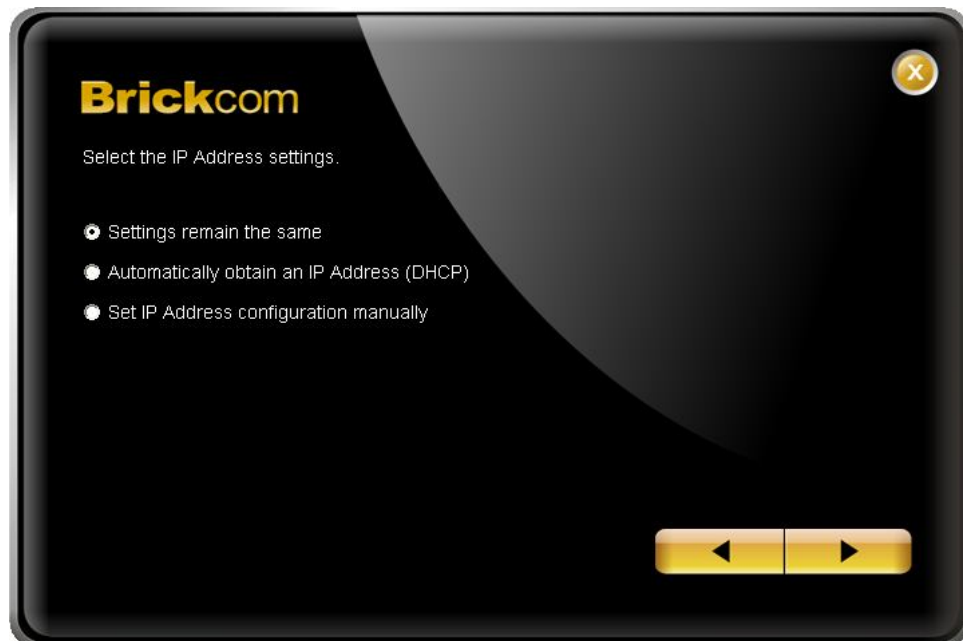 Brickcom
X
Select the IP Address settings.
Settings remain the same
Automatically obtain an IP Address (DHCP)
Set IP Address configuration manually